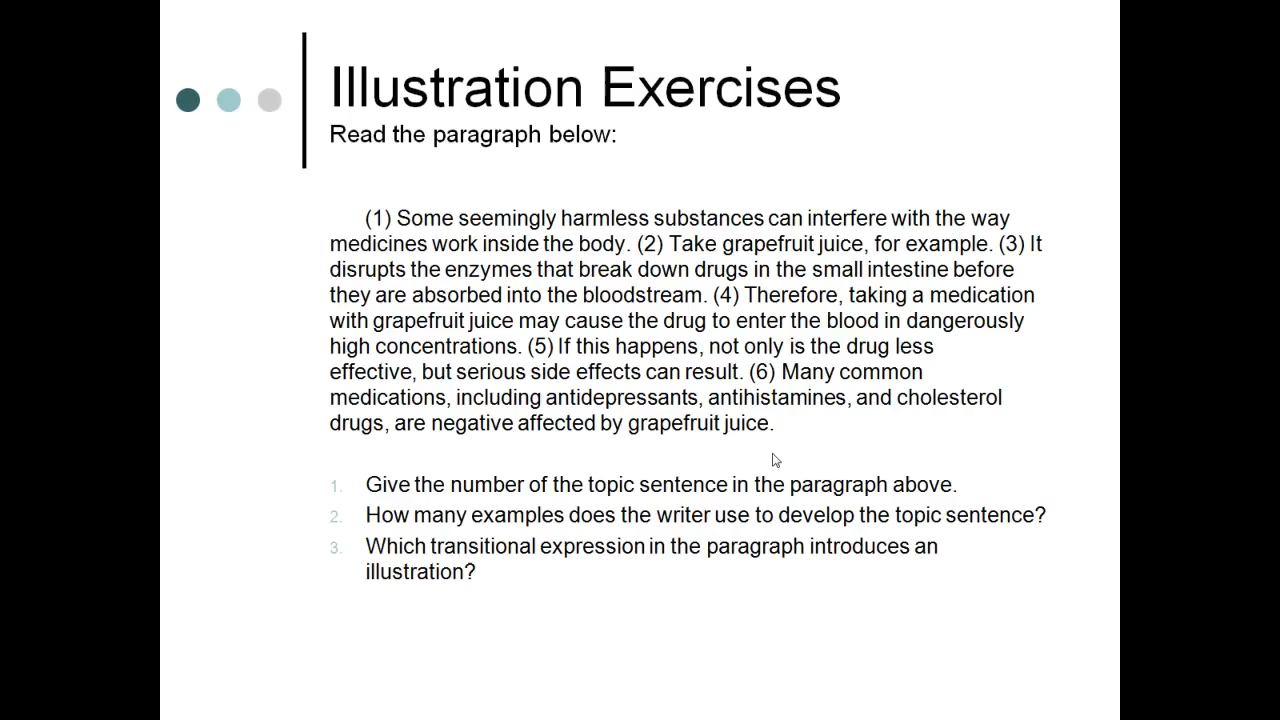 Illustration Exercises
Read the paragraph below:
(1) Some seemingly harmless substances can interfere with the way
medicines work inside the body. (2) Take grapefruit juice, for example. (3) It
disrupts the enzymes that break down drugs in the small intestine before
they are absorbed into the bloodstream. (4) Therefore, taking a medication
with grapefruit juice may cause the drug to enter the blood in dangerously
high concentrations. (5) If this happens, not only is the drug less
effective, but serious side effects can result. (6) Many common
medications, including antidepressants, antihistamines, and cholesterol
drugs, are negative affected by grapefruit juice.
1. Give the number of the topic sentence in the paragraph above.
2. How many examples does the writer use to develop the topic sentence?
3. Which transitional expression in the paragraph introduces an
illustration?